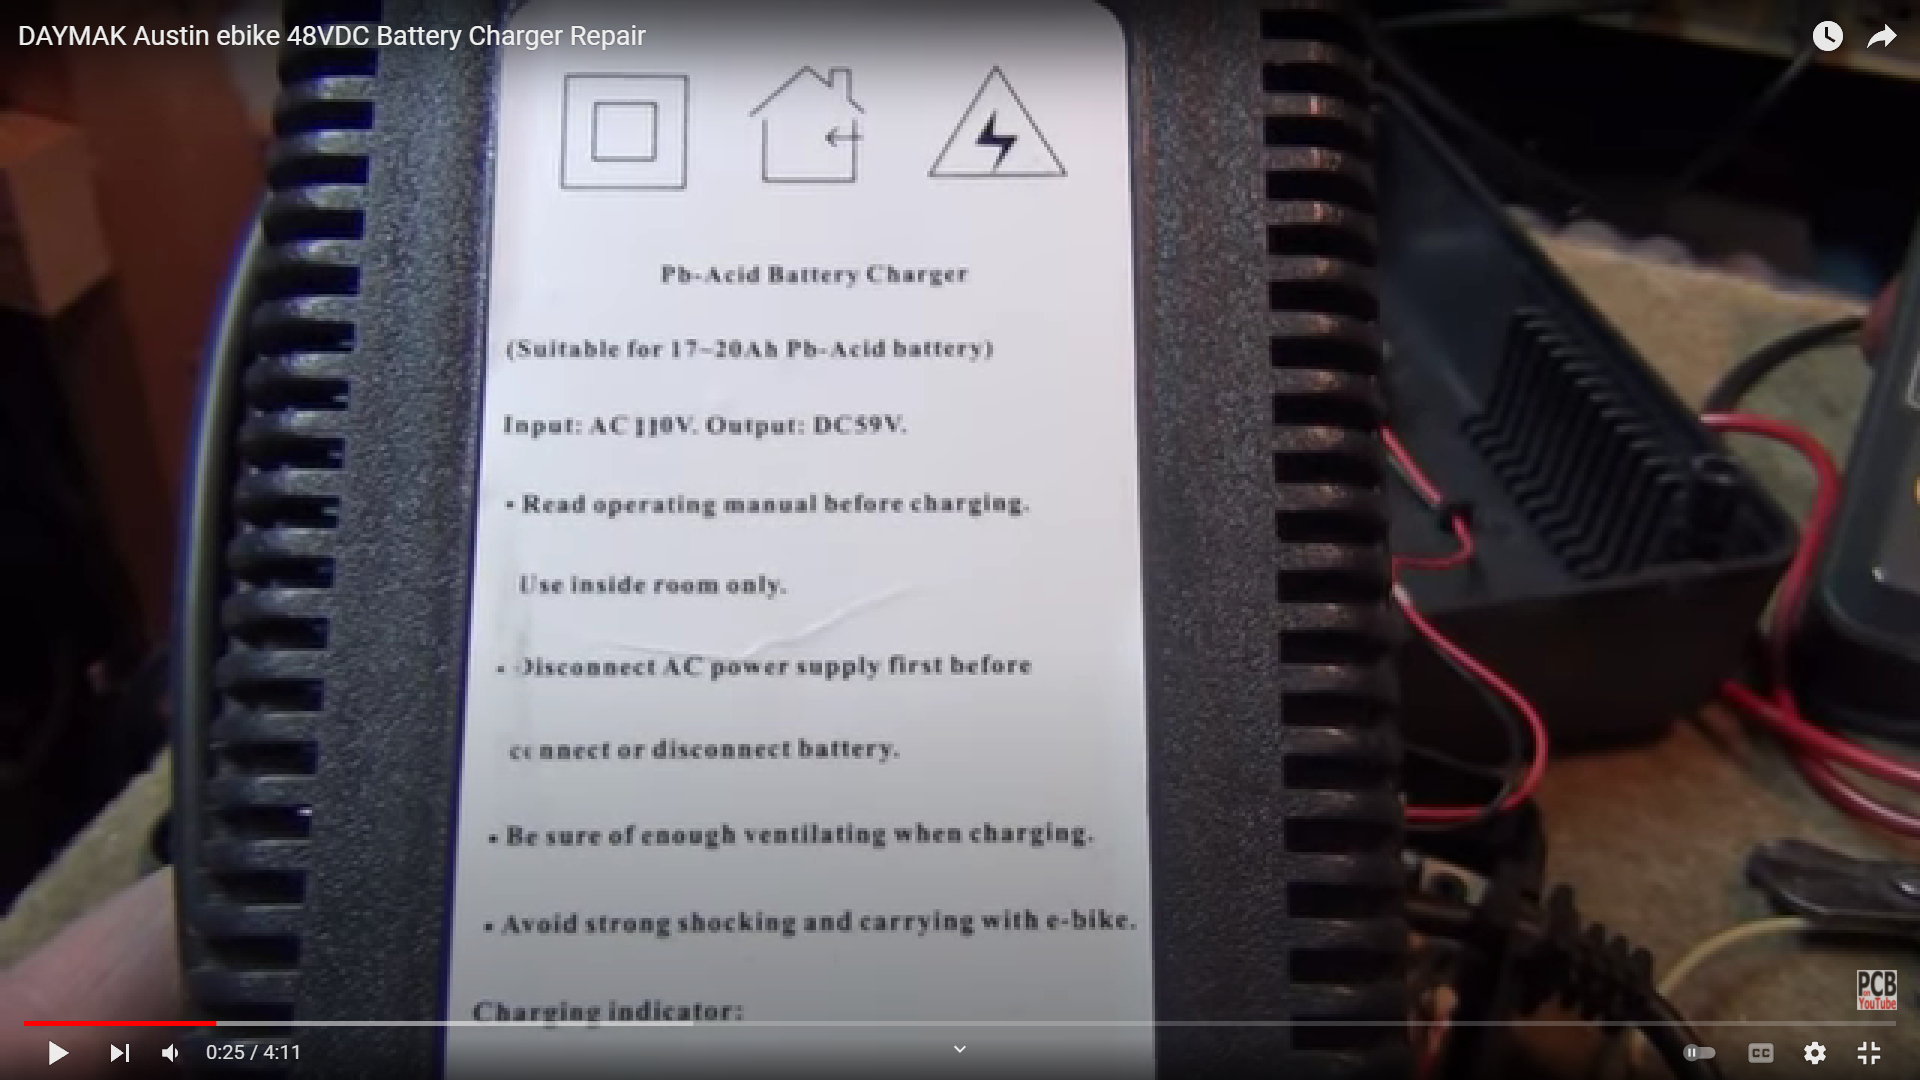 DAYMAK Austin ebike 48VDC Battery Charger Repair
Pb-Acid Battery Charger
(Suitable for 17~20Ah Pb-Acid battery)
Input: AC 110V. Output: DC59V.
• Read operating manual before charging.
Use inside room only.
• Disconnect AC power supply first before
connect or disconnect battery.
• Be sure of enough ventilating when charging.
• Avoid strong shocking and carrying with e-bike.
Charging indicator:
PCB
on
YouTube
0:25 / 4:11
CC